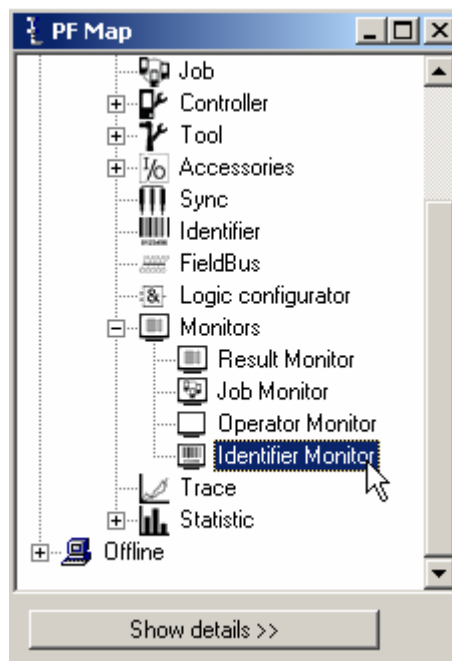 PF Map
Job
Controller
Tool
I/o Accessories
Sync
Identifier
FieldBus
& Logic configurator
Monitors
Result Monitor
Job Monitor
Operator Monitor
Identifier Monitor
Trace
Statistic
Offline
Show details >>